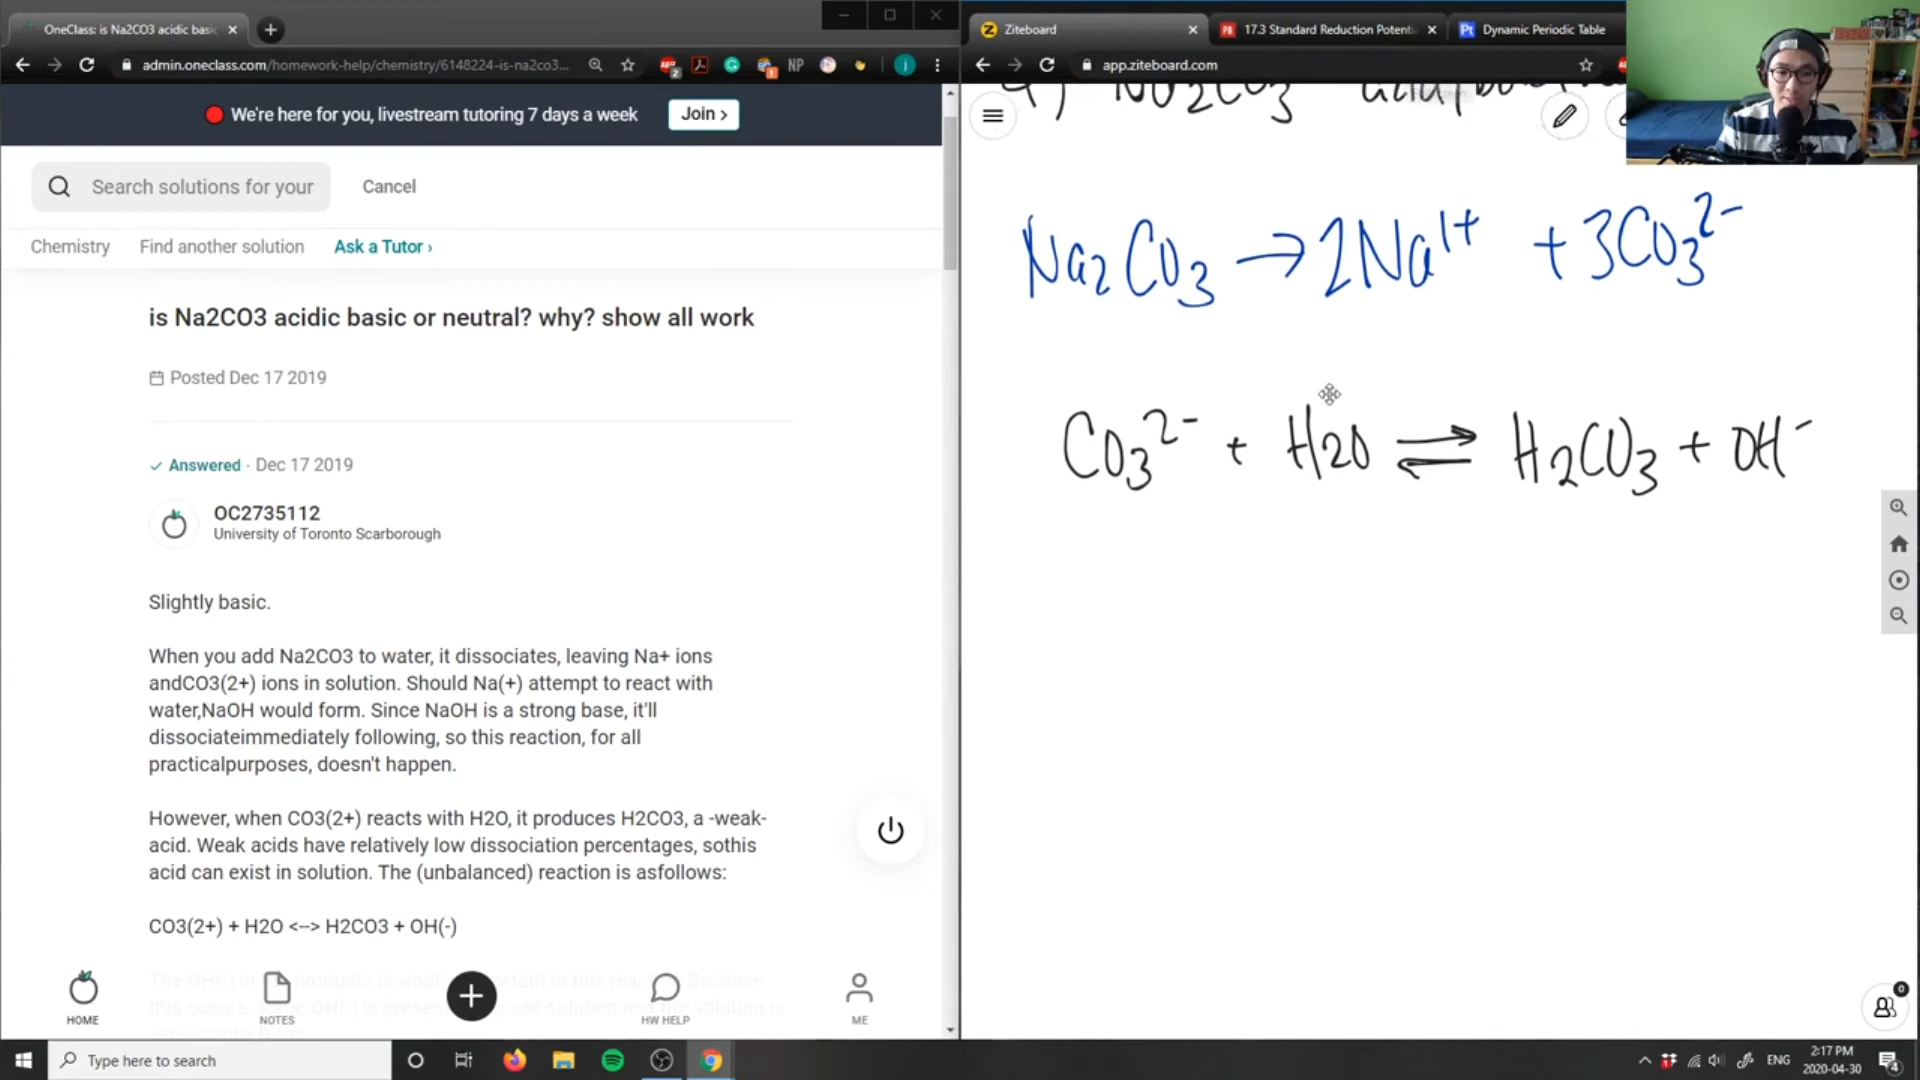 OneClass: is Na2CO3 acidic basic
admin.oneclass.com/homework-help/chemistry/6148224-is-na2co3...
NP
We're here for you, livestream tutoring 7 days a week
Join >
Search solutions for your
Cancel
Chemistry
Find another solution
Ask a Tutor ›
is Na2CO3 acidic basic or neutral? why? show all work
Posted Dec 17 2019
Answered · Dec 17 2019
OC2735112
University of Toronto Scarborough
Slightly basic.
When you add Na2CO3 to water, it dissociates, leaving Na+ ions
andCO3(2+) ions in solution. Should Na(+) attempt to react with
water,NaOH would form. Since NaOH is a strong base, it'll
dissociateimmediately following, so this reaction, for all
practicalpurposes, doesn't happen.
However, when CO3(2+) reacts with H2O, it produces H2CO3, a -weak-
acid. Weak acids have relatively low dissociation percentages, sothis
acid can exist in solution. The (unbalanced) reaction is asfollows:
CO3(2+) + H2O <--> H2CO3 + OH(-)
HOME
NOTES
HW HELP
ME
Ziteboard
17.3 Standard Reduction Potenti
Dynamic Periodic Table
app.ziteboard.com
Na2CO3 → 2Na1+ + 3CO3 2-
CO3 2- + H2O ⇌ H2CO3 + OH-
0
Type here to search
ENG
2:17 PM
2020-04-30
4